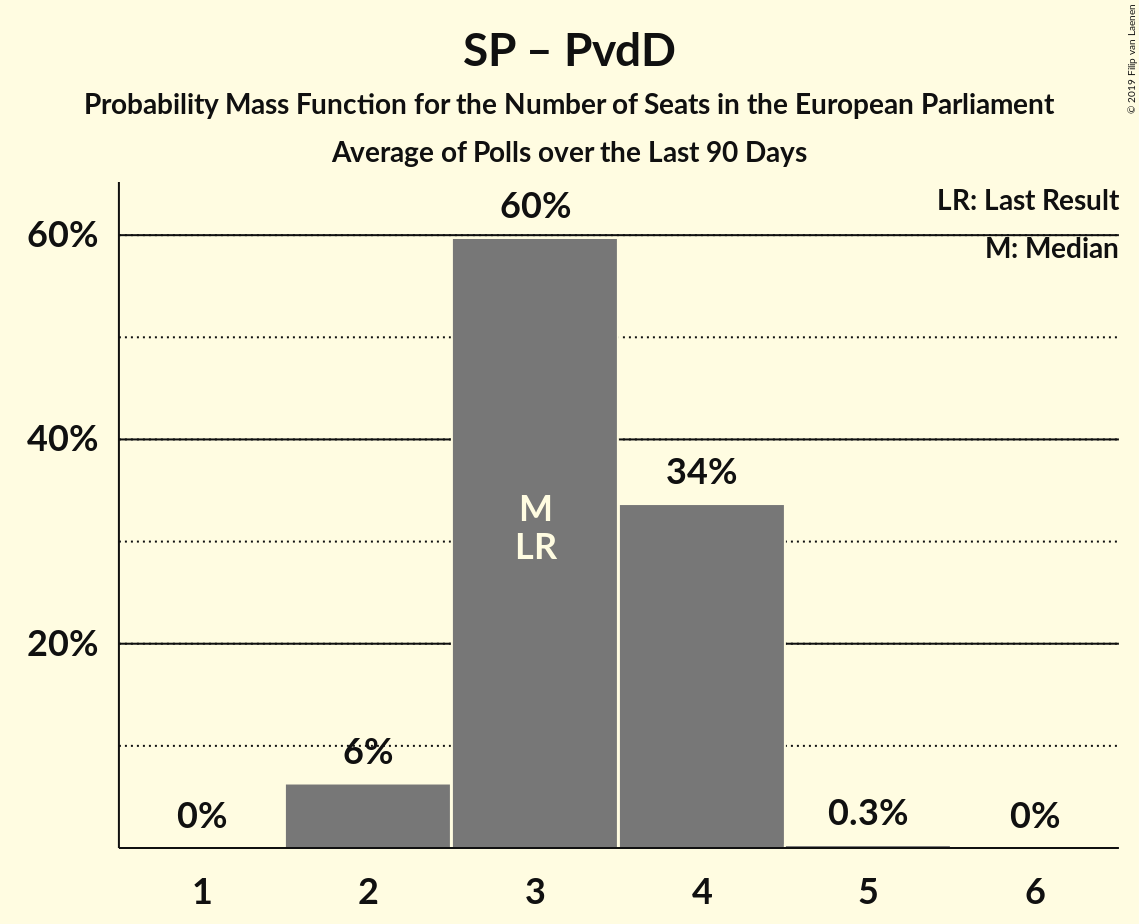 SP – PvdD
Probability Mass Function for the Number of Seats in the European Parliament
Average of Polls over the Last 90 Days
© 2019 Filip van Laenen
LR: Last Result
M: Median
60%
40%
20%
0%
6%
60%
34%
0.3%
0%
M
LR
1 2 3 4 5 6